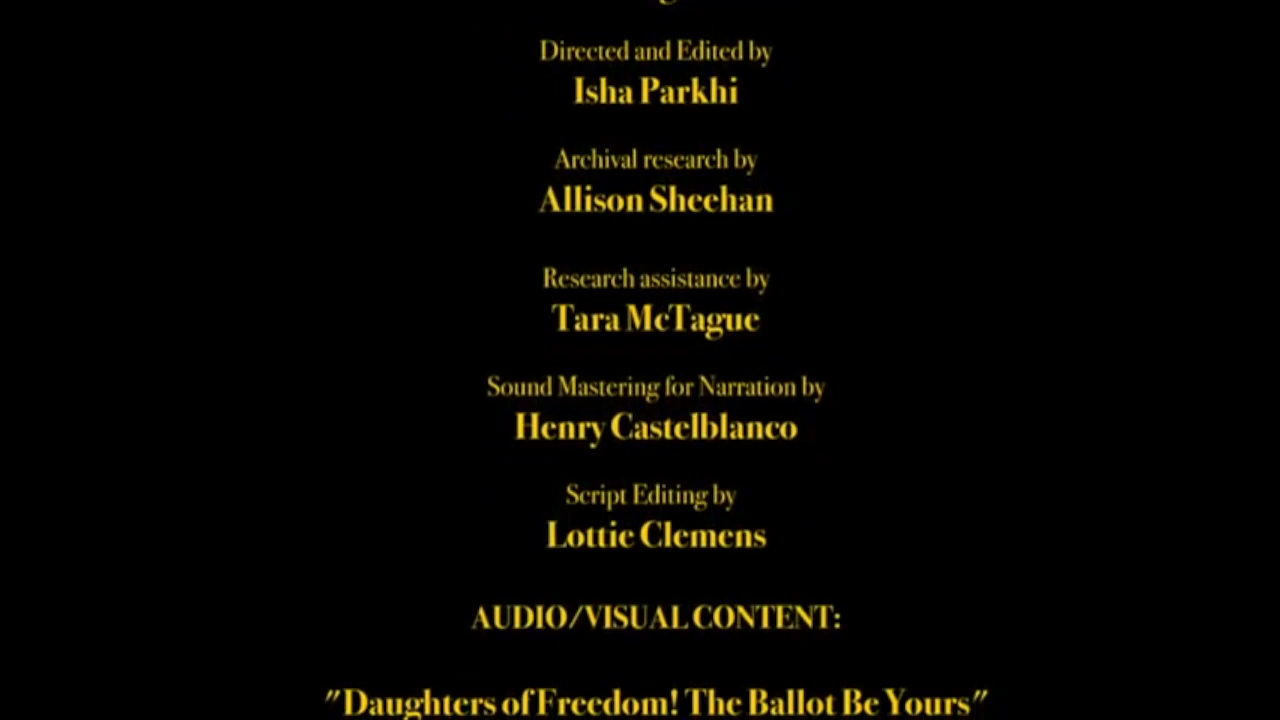 Directed and Edited by
Isha Parkhi
Archival research by
Allison Sheehan
Research assistance by
Tara McTague
Sound Mastering for Narration by
Henry Castelblanco
Script Editing by
Lottie Clemens
AUDIO/VISUAL CONTENT:
"Daughters of Freedom! The Ballot Be Yours"